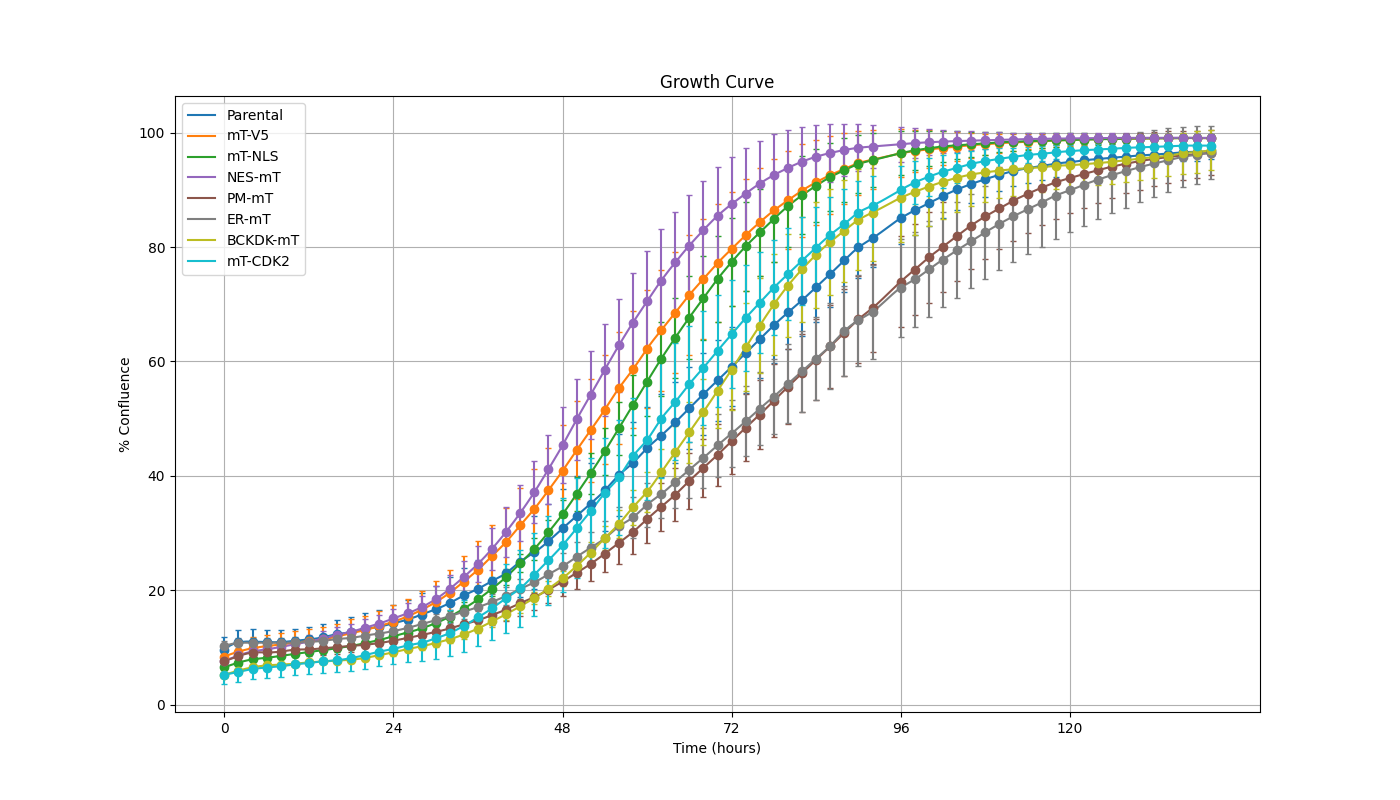 Growth Curve
Parental
mT-V5
mT-NLS
NES-mT
PM-mT
ER-mT
BCKDK-mT
mT-CDK2
100
80
60
40
20
0
% Confluence
0 24 48 72 96 120
Time (hours)